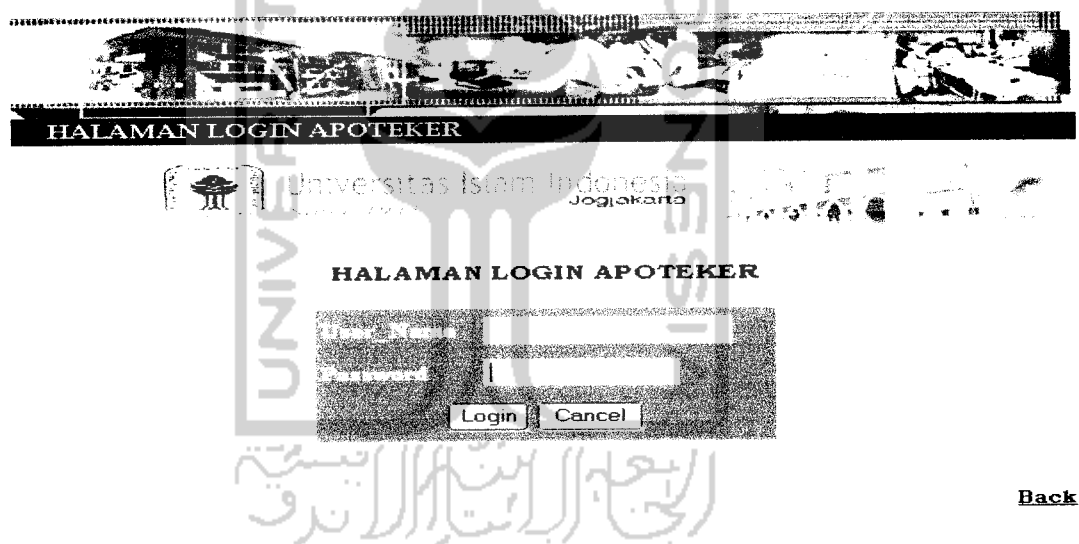 HALAMAN LOGIN APOTEKER
Universitas Islam Indonesia
Jogjakarta
HALAMAN LOGIN APOTEKER
User_Name
Password
Login Cancel
Back